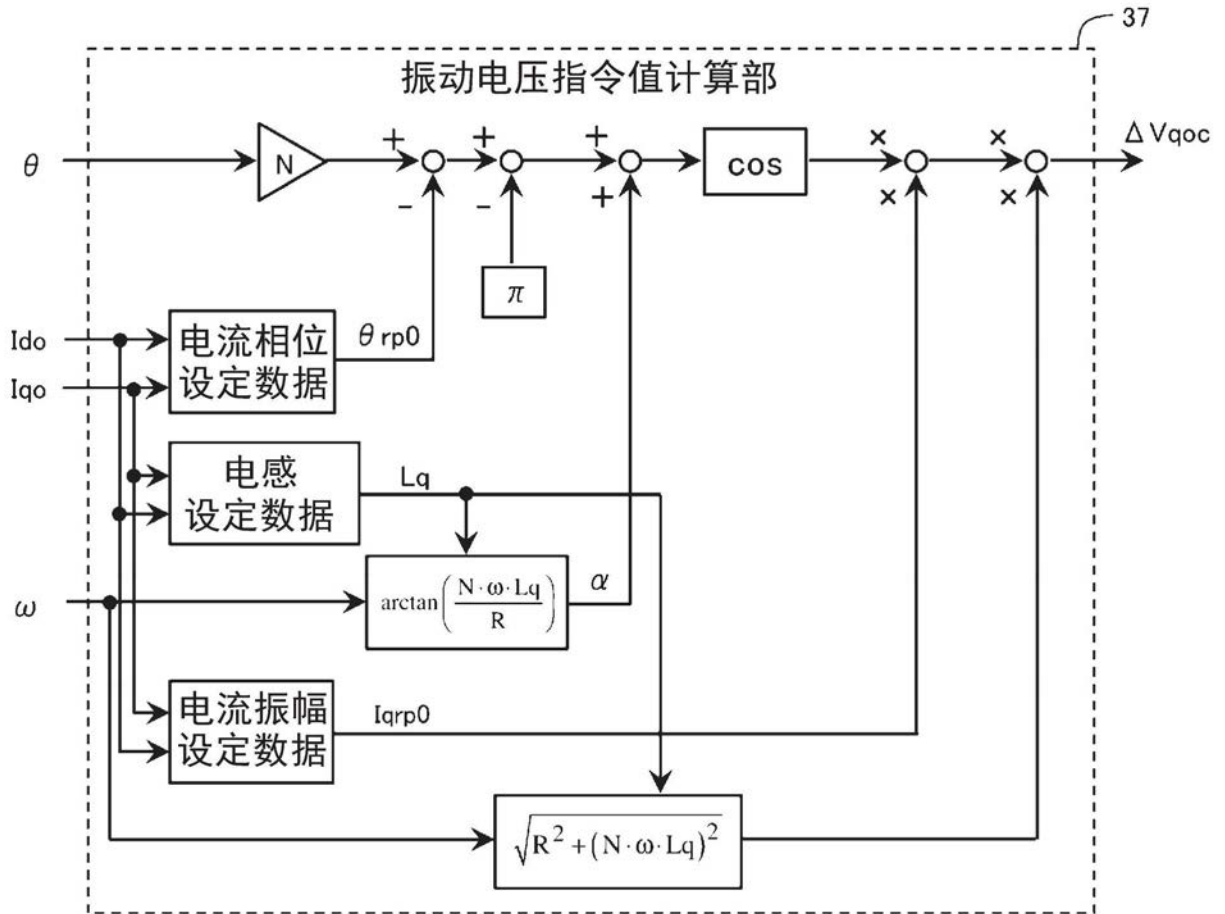 37
振动电压指令值计算部
θ
N
+
-
+
-
+
+
π
cos
×
×
×
×
ΔVqoc
Ido
Iqo
电流相位
设定数据
θrp0
电感
设定数据
Lq
ω
arctan(N·ω·Lq/R)
α
电流振幅
设定数据
Iqrp0
√R²+(N·ω·Lq)²